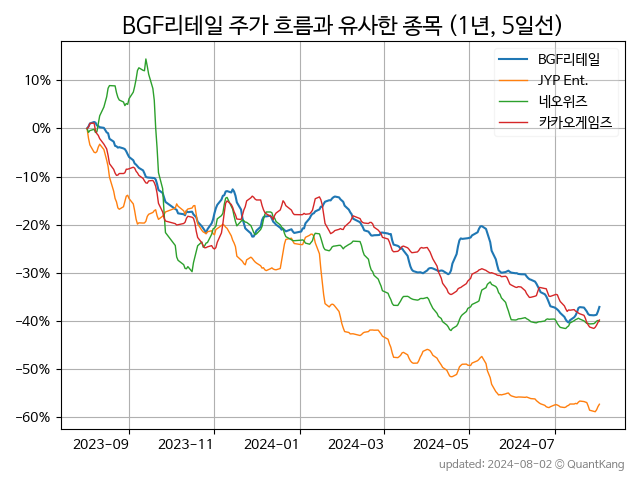 BGF리테일 주가 흐름과 유사한 종목 (1년, 5일선)
BGF리테일
JYP Ent.
네오위즈
카카오게임즈
10%
0%
−10%
−20%
−30%
−40%
−50%
−60%
2023-09
2023-11
2024-01
2024-03
2024-05
2024-07
updated: 2024-08-02 © QuantKang